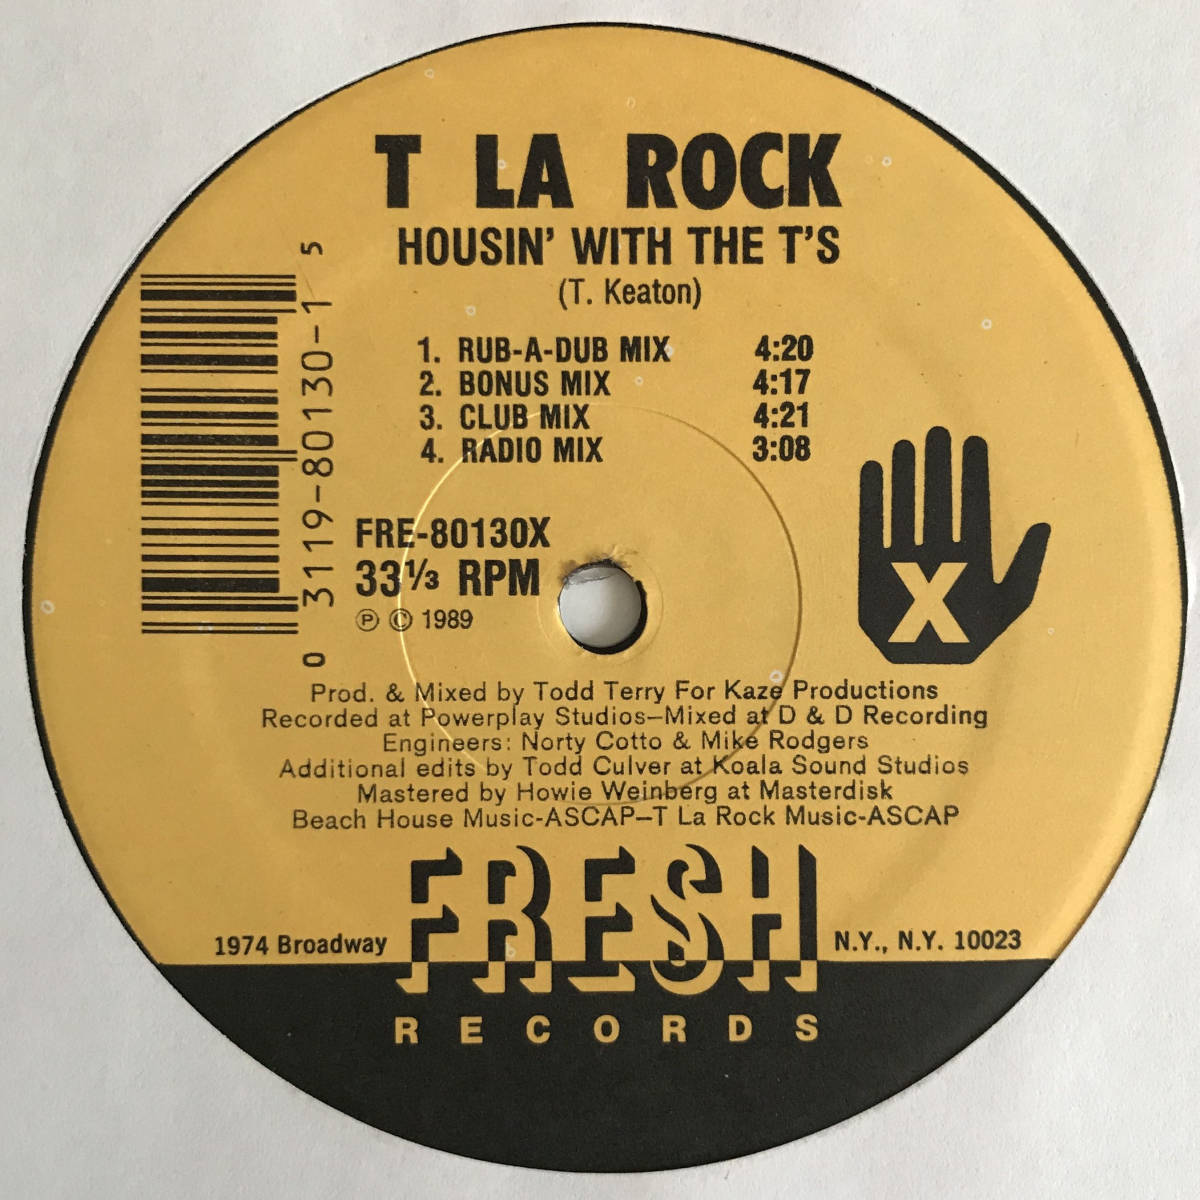 T LA ROCK
HOUSIN' WITH THE T'S
(T. Keaton)
1. RUB-A-DUB MIX 4:20
2. BONUS MIX 4:17
3. CLUB MIX 4:21
4. RADIO MIX 3:08
0 3119-80130-1 5
FRE-80130X
33 1/3 RPM
Ⓟ © 1989
X
Prod. & Mixed by Todd Terry For Kaze Productions
Recorded at Powerplay Studios–Mixed at D & D Recording
Engineers: Norty Cotto & Mike Rodgers
Additional edits by Todd Culver at Koala Sound Studios
Mastered by Howie Weinberg at Masterdisk
Beach House Music-ASCAP–T La Rock Music-ASCAP
1974 Broadway FRESH N.Y., N.Y. 10023
RECORDS